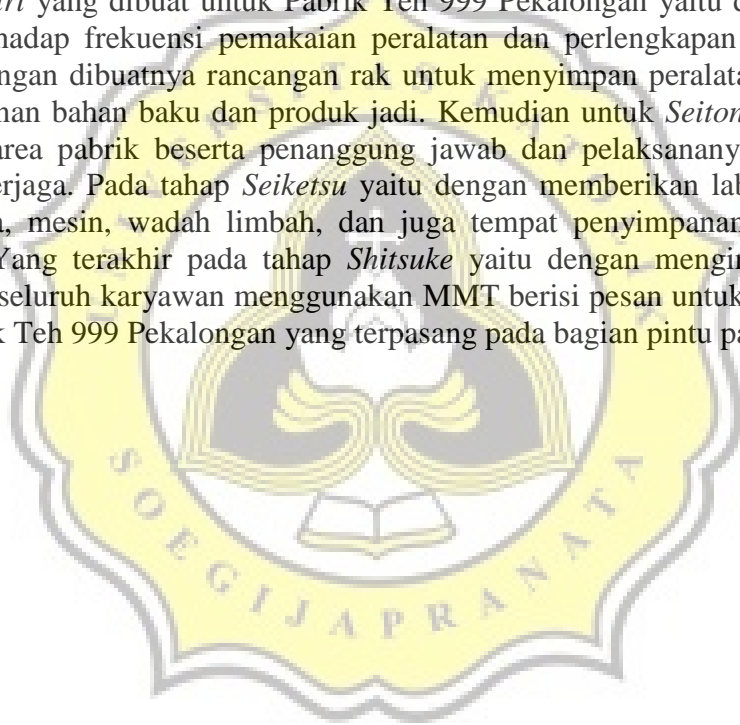 yang dibuat untuk Pabrik Teh 999 Pekalongan yaitu
hadap frekuensi pemakaian peralatan dan perlengkapan
ngan dibuatnya rancangan rak untuk menyimpan peralata
nan bahan baku dan produk jadi. Kemudian untuk Seiton
area pabrik beserta penanggung jawab dan pelaksanany
erjaga. Pada tahap Seiketsu yaitu dengan memberikan lab
, mesin, wadah limbah, dan juga tempat penyimpanan
Yang terakhir pada tahap Shitsuke yaitu dengan mengin
seluruh karyawan menggunakan MMT berisi pesan untuk
k Teh 999 Pekalongan yang terpasang pada bagian pintu pa
UNIVERSITAS KATOLIK
SOEGIJAPRANATA